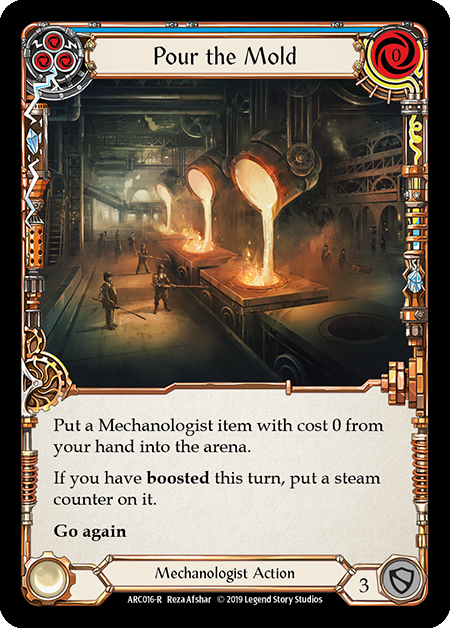 Pour the Mold
0
Put a Mechanologist item with cost 0 from
your hand into the arena.
If you have boosted this turn, put a steam
counter on it.
Go again
Mechanologist Action
3
ARC016-R Reza Afshar © 2019 Legend Story Studios